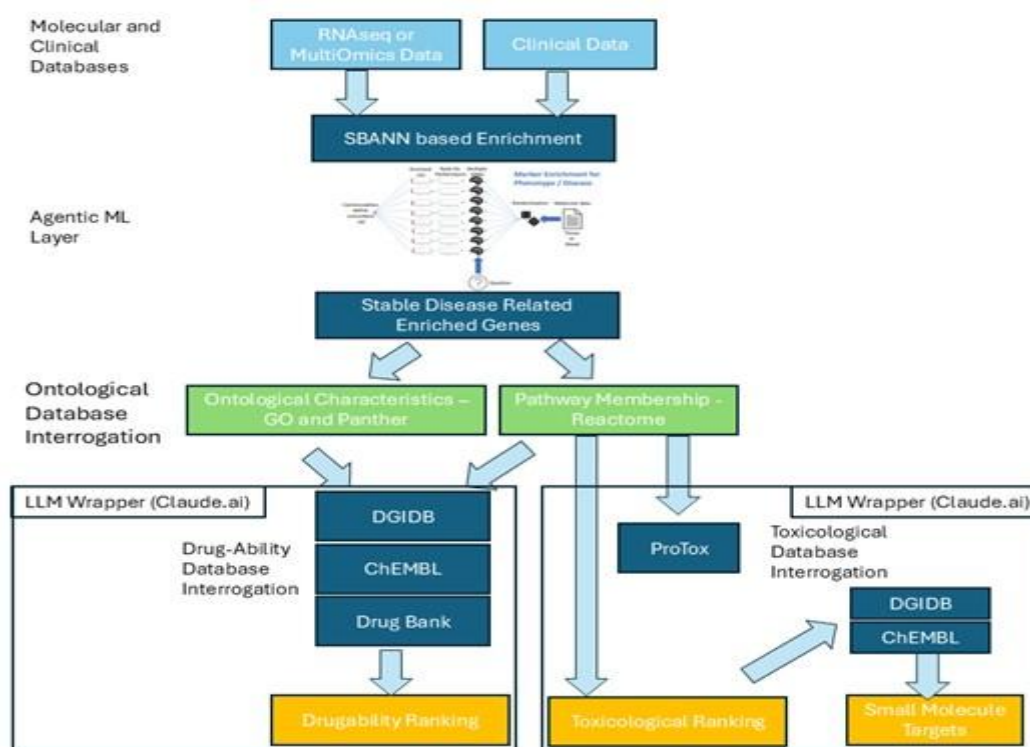 Molecular and
Clinical
Databases
RNAseq or
MultiOmics Data
Clinical Data
SBANN based Enrichment
Agentic ML
Layer
Marker Enrichment for
Phenotype / Disease
Stable Disease Related
Enriched Genes
Ontological
Database
Interrogation
Ontological Characteristics –
GO and Panther
Pathway Membership -
Reactome
LLM Wrapper (Claude.ai)
Drug-Ability
Database
Interrogation
DGIDB
ChEMBL
Drug Bank
Drugability Ranking
LLM Wrapper (Claude.ai)
ProTox
Toxicological
Database
Interrogation
DGIDB
ChEMBL
Toxicological Ranking
Small Molecule
Targets